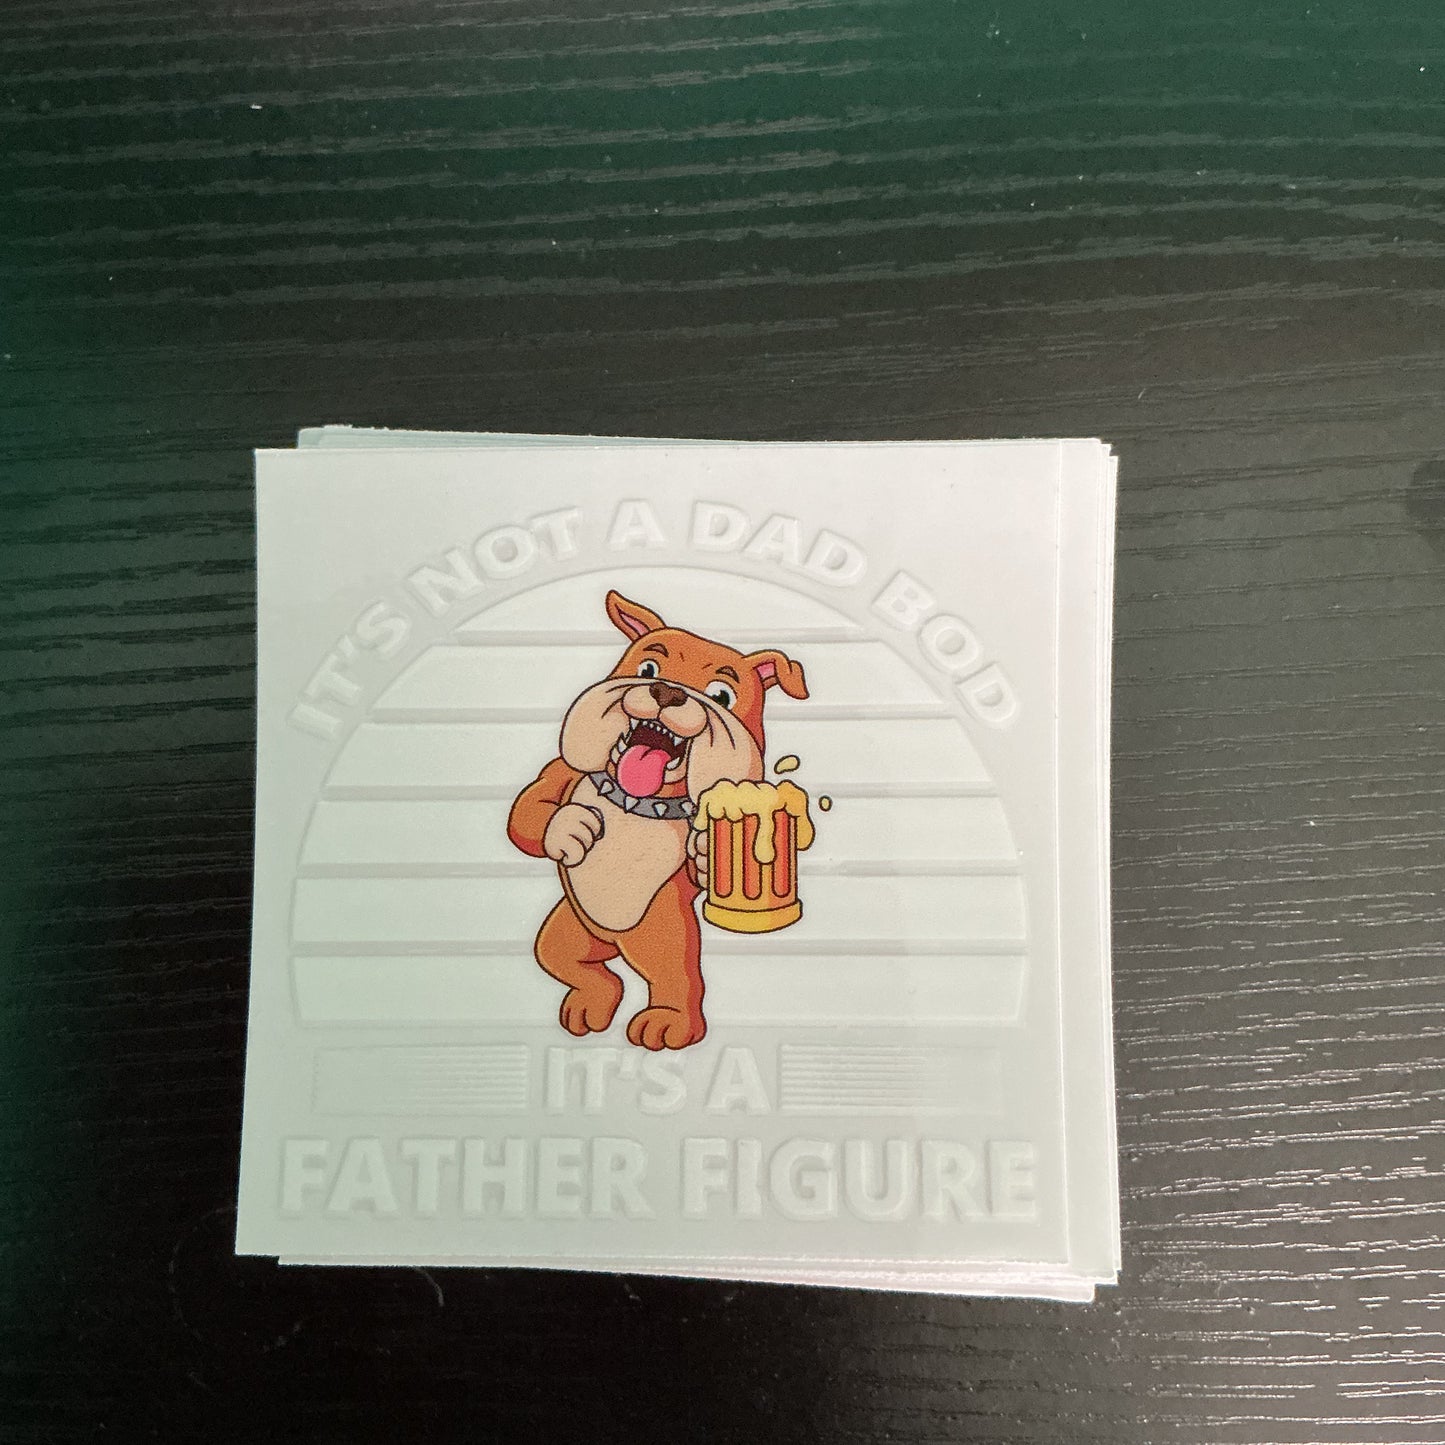 IT'S NOT A DAD BOD
IT'S A
FATHER FIGURE